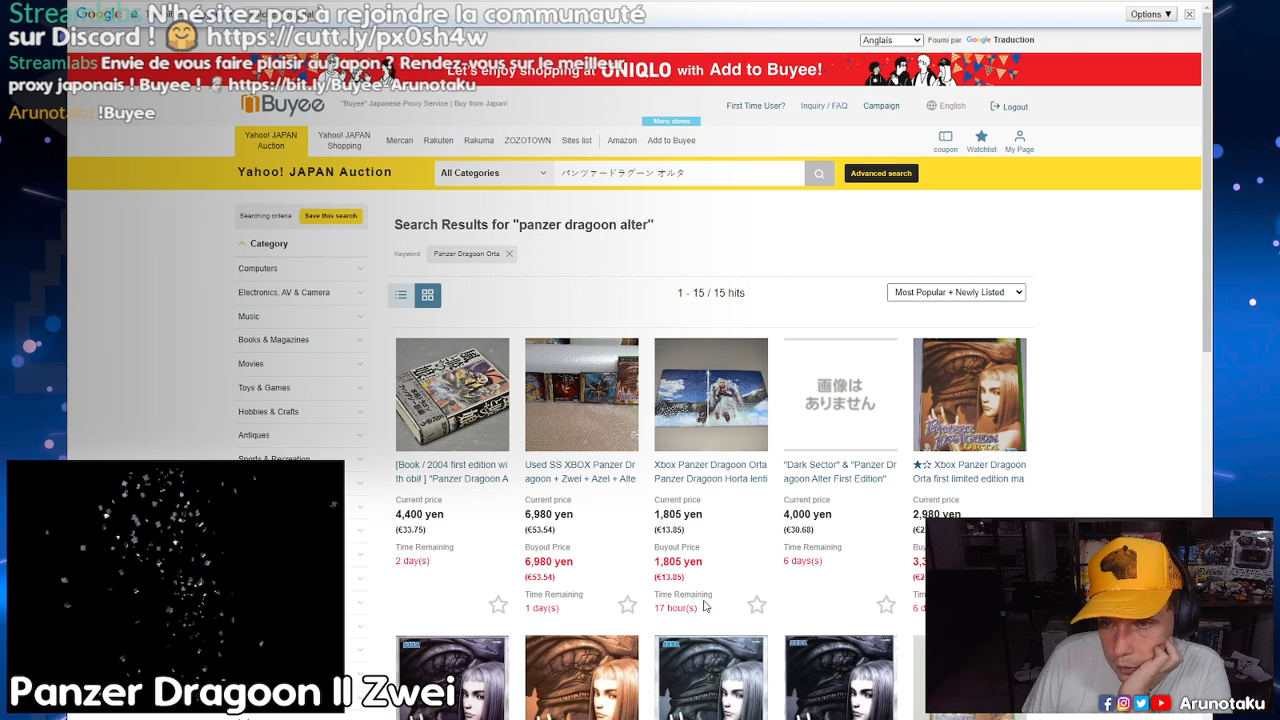 Streamlabs N'hésitez-pas à rejoindre la communauté
sur Discord ! https://cutt.ly/px0sh4w
Streamlabs Envie de vous faire plaisir au Japon ? Rendez-vous sur le meilleur
proxy japonais ! Buyee ! https://bit.ly/Buyee_Arunotaku
Arunotaku !Buyee
Google
Options ▼
Anglais
Fourni par Google Traduction
Let's enjoy shopping at UNIQLO with Add to Buyee!
Buyee
"Buyee" Japanese Proxy Service | Buy from Japan!
First Time User?
Inquiry / FAQ
Campaign
English
Logout
Many stores
Yahoo! JAPAN
Auction
Yahoo! JAPAN
Shopping
Mercari
Rakuten
Rakuma
ZOZOTOWN
Sites list
Amazon
Add to Buyee
coupon
Watchlist
My Page
Yahoo! JAPAN Auction
All Categories
パンツァードラグーン オルタ
Advanced search
Searching criteria
Save this search
Category
Computers
Electronics, AV & Camera
Music
Books & Magazines
Movies
Toys & Games
Hobbies & Crafts
Antiques
Sports & Recreation
Search Results for "panzer dragoon alter"
Keyword
Panzer Dragoon Orta
1 - 15 / 15 hits
Most Popular + Newly Listed
画像は
ありません
PANZER DRAGOON
ORTA
[Book / 2004 first edition wi
th obi! ] "Panzer Dragoon A
Current price
4,400 yen
(€33.75)
Time Remaining
2 day(s)
Used SS XBOX Panzer Dr
agoon + Zwei + Azel + Alte
Current price
6,980 yen
(€53.54)
Buyout Price
6,980 yen
(€53.54)
Time Remaining
1 day(s)
Xbox Panzer Dragoon Orta
Panzer Dragoon Horta lenti
Current price
1,805 yen
(€13.85)
Buyout Price
1,805 yen
(€13.85)
Time Remaining
17 hour(s)
"Dark Sector" & "Panzer Dr
agoon Alter First Edition"
Current price
4,000 yen
(€30.68)
Time Remaining
6 days(s)
★☆ Xbox Panzer Dragoon
Orta first limited edition ma
Current price
2,980 yen
SEGA
SEGA
SEGA
SEGA
Panzer Dragoon II Zwei
Arunotaku